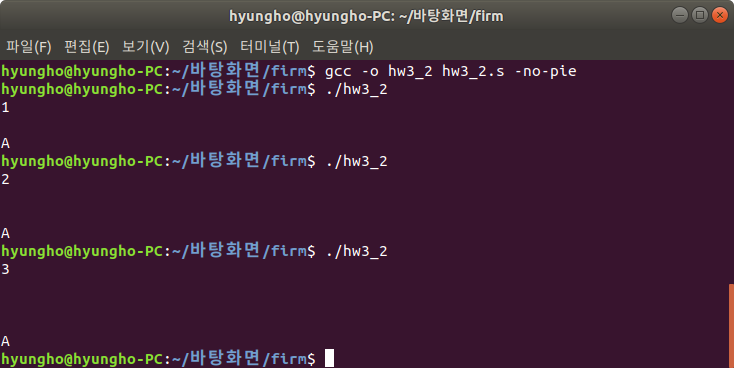 hyungho@hyungho-PC: ~/바탕화면/firm
파일(F) 편집(E) 보기(V) 검색(S) 터미널(T) 도움말(H)
hyungho@hyungho-PC:~/바탕화면/firm$ gcc -o hw3_2 hw3_2.s -no-pie
hyungho@hyungho-PC:~/바탕화면/firm$ ./hw3_2
1
A
hyungho@hyungho-PC:~/바탕화면/firm$ ./hw3_2
2
A
hyungho@hyungho-PC:~/바탕화면/firm$ ./hw3_2
3
A
hyungho@hyungho-PC:~/바탕화면/firm$